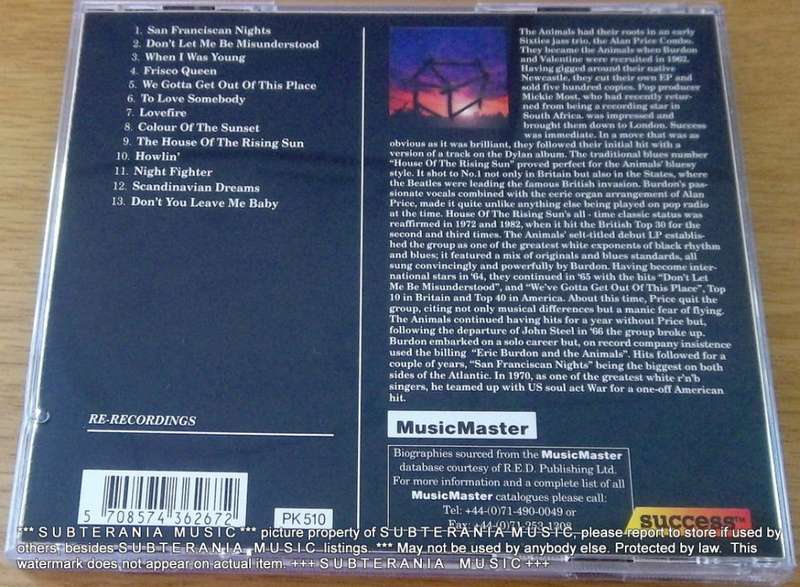 1. San Franciscan Nights
2. Don't Let Me Be Misunderstood
3. When I Was Young
4. Frisco Queen
5. We Gotta Get Out Of This Place
6. To Love Somebody
7. Lovefire
8. Colour Of The Sunset
9. The House Of The Rising Sun
10. Howlin'
11. Night Fighter
12. Scandinavian Dreams
13. Don't You Leave Me Baby
RE-RECORDINGS
5 708574 362672
PK 510
The Animals had their roots in an early
Sixties jass trio, the Alan Price Combo.
They became the Animals when Burdon
and Valentine were recruited in 1962.
Having gigged around their native
Newcastle, they cut their own EP and
sold five hundred copies. Pop producer
Mickie Most, who had recently retur-
ned from being a recording star in
South Africa. was impressed and
brought them down to London. Success
was immediate. In a move that was as
obvious as it was brilliant, they followed their initial hit with a
version of a track on the Dylan album. The traditional blues number
"House Of The Rising Sun" proved perfect for the Animals' bluesy
style. It shot to No.1 not only in Britain but also in the States, where
the Beatles were leading the famous British invasion. Burdon's pas-
sionate vocals combined with the eerie organ arrangement of Alan
Price, made it quite unlike anything else being played on pop radio
at the time. House Of The Rising Sun's all - time classic status was
reaffirmed in 1972 and 1982, when it hit the British Top 30 for the
second and third times. The Animals' selt-titled debut LP establis-
hed the group as one of the greatest white exponents of black rhythm
and blues; it featured a mix of originals and blues standards, all
sung convincingly and powerfully by Burdon. Having become inter-
national stars in '64, they continued in '65 with the hits "Don't Let
Me Be Misunderstood", and "We've Gotta Get Out Of This Place", Top
10 in Britain and Top 40 in America. About this time, Price quit the
group, citing not only musical differences but a manic fear of flying.
The Animals continued having hits for a year without Price but,
following the departure of John Steel in '66 the group broke up.
Burdon embarked on a solo career but, on record company insistence
used the billing "Eric Burdon and the Animals". Hits followed for a
couple of years, "San Franciscan Nights" being the biggest on both
sides of the Atlantic. In 1970, as one of the greatest white r'n'b
singers, he teamed up with US soul act War for a one-off American
hit.
MusicMaster
Biographies sourced from the MusicMaster
database courtesy of R.E.D. Publishing Ltd.
For more information and a complete list of all
MusicMaster catalogues please call:
Tel: +44-(0)71-490-0049 or
Fax: +44-(0)71-253-1308
success™
*** SUBTERANIA MUSIC *** picture property of SUBTERANIA MUSIC, please report to store if used by
others, besides SUBTERANIA MUSIC listings. *** May not be used by anybody else. Protected by law. This
watermark does not appear on actual item. +++ SUBTERANIA MUSIC +++